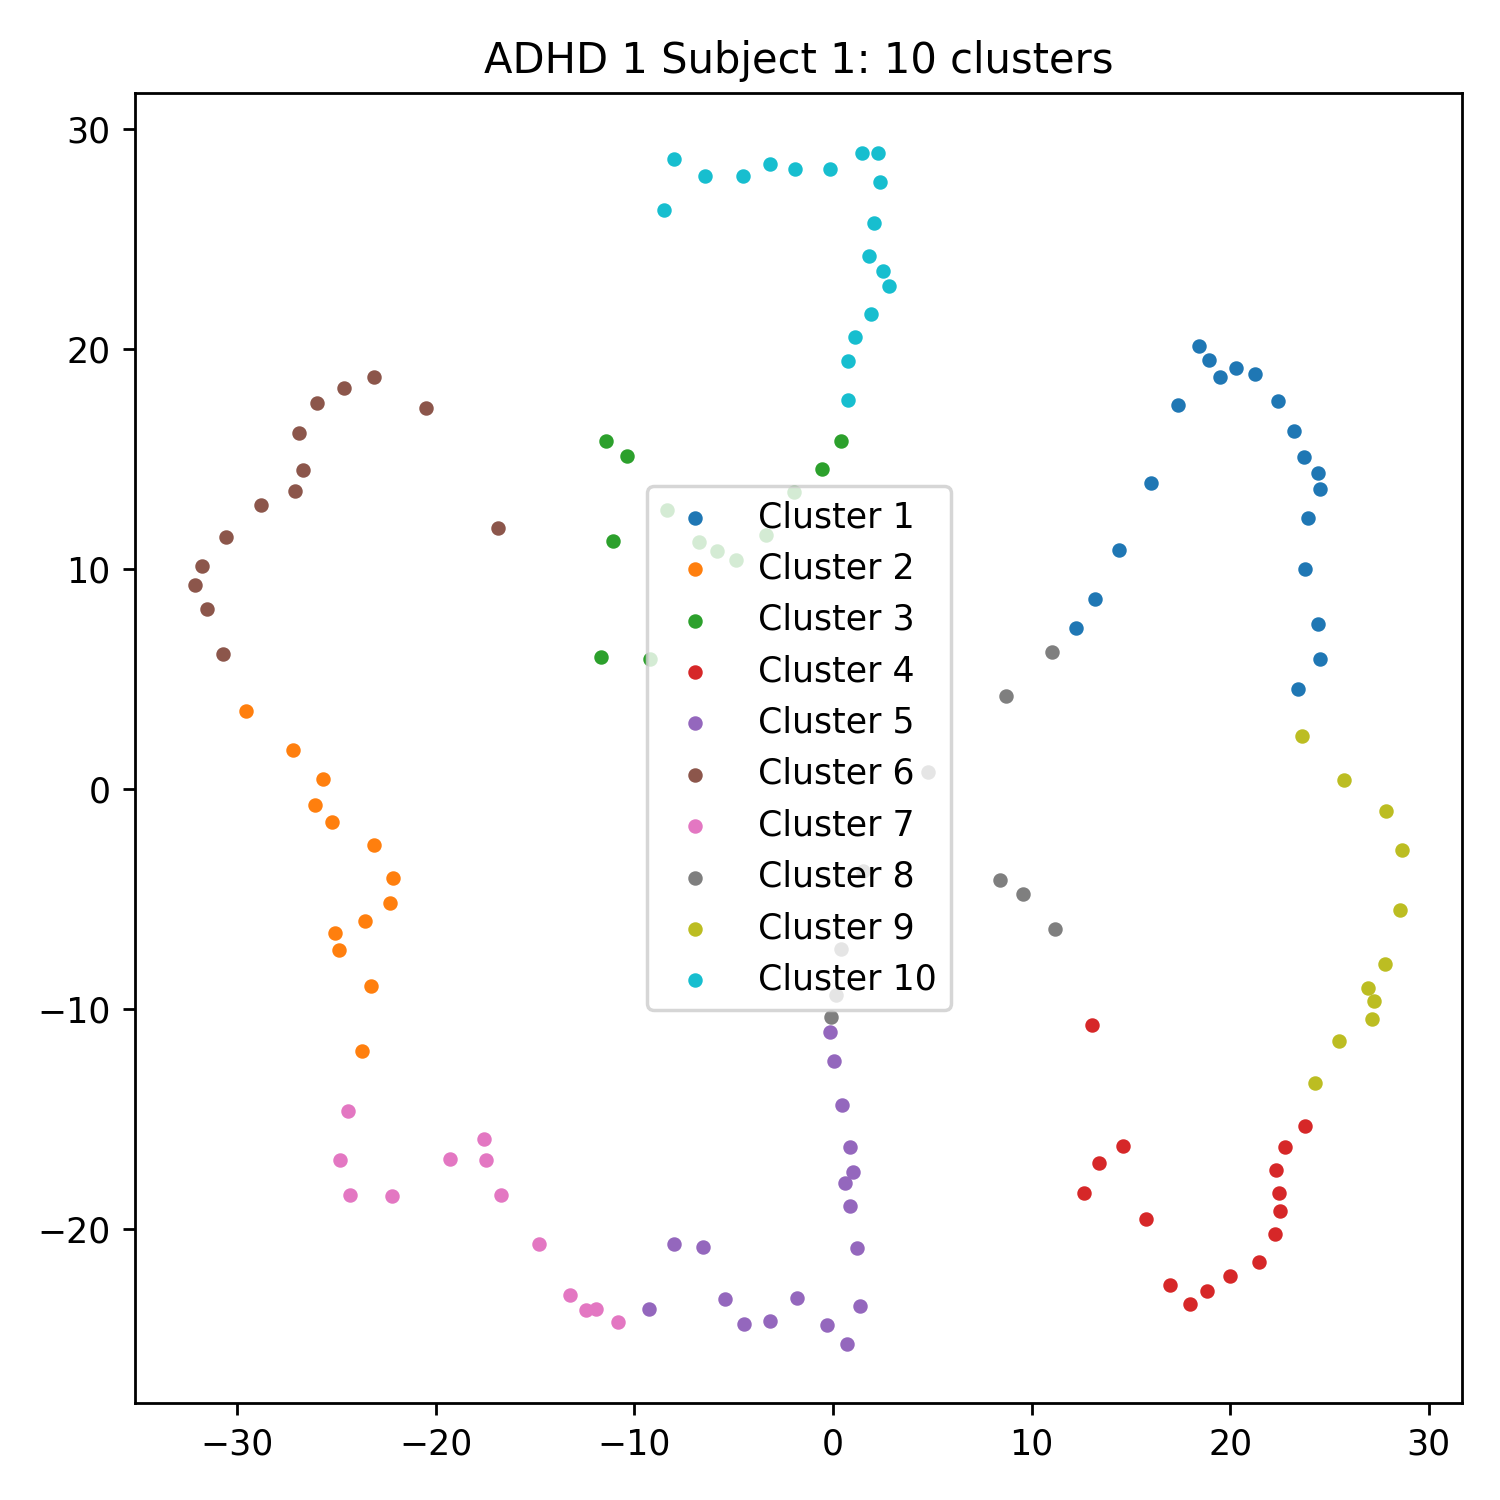 ADHD 1 Subject 1: 10 clusters
30
20
10
0
−10
−20
Cluster 1
Cluster 2
Cluster 3
Cluster 4
Cluster 5
Cluster 6
Cluster 7
Cluster 8
Cluster 9
Cluster 10
−30 −20 −10 0 10 20 30